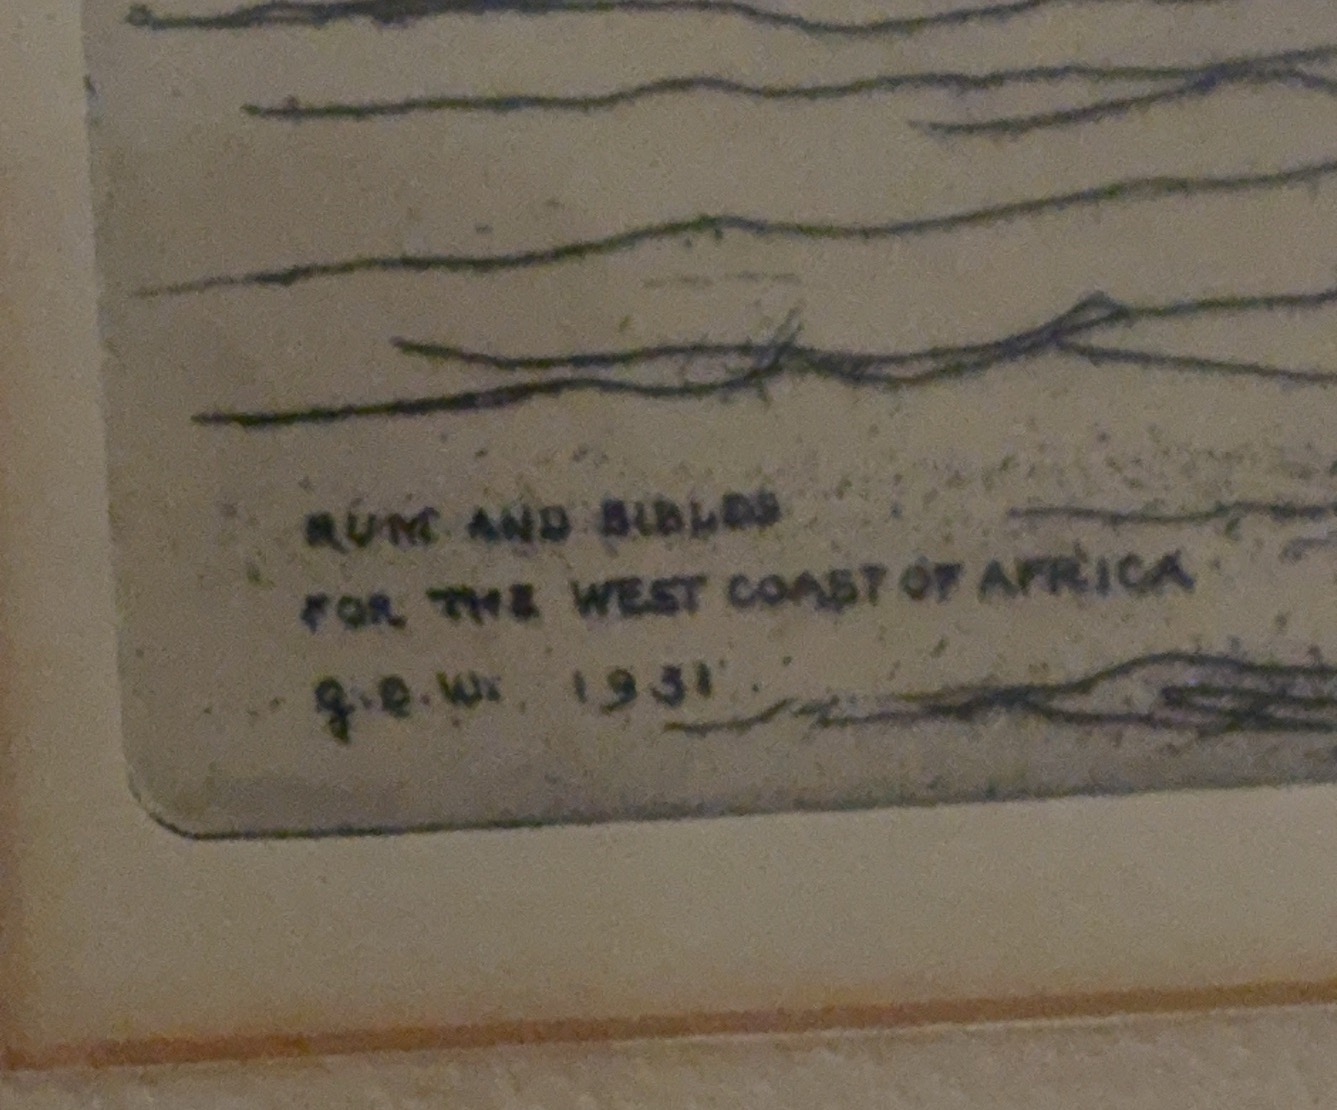 RUM AND BIBLES
FOR THE WEST COAST OF AFRICA
G.C.W. 1931